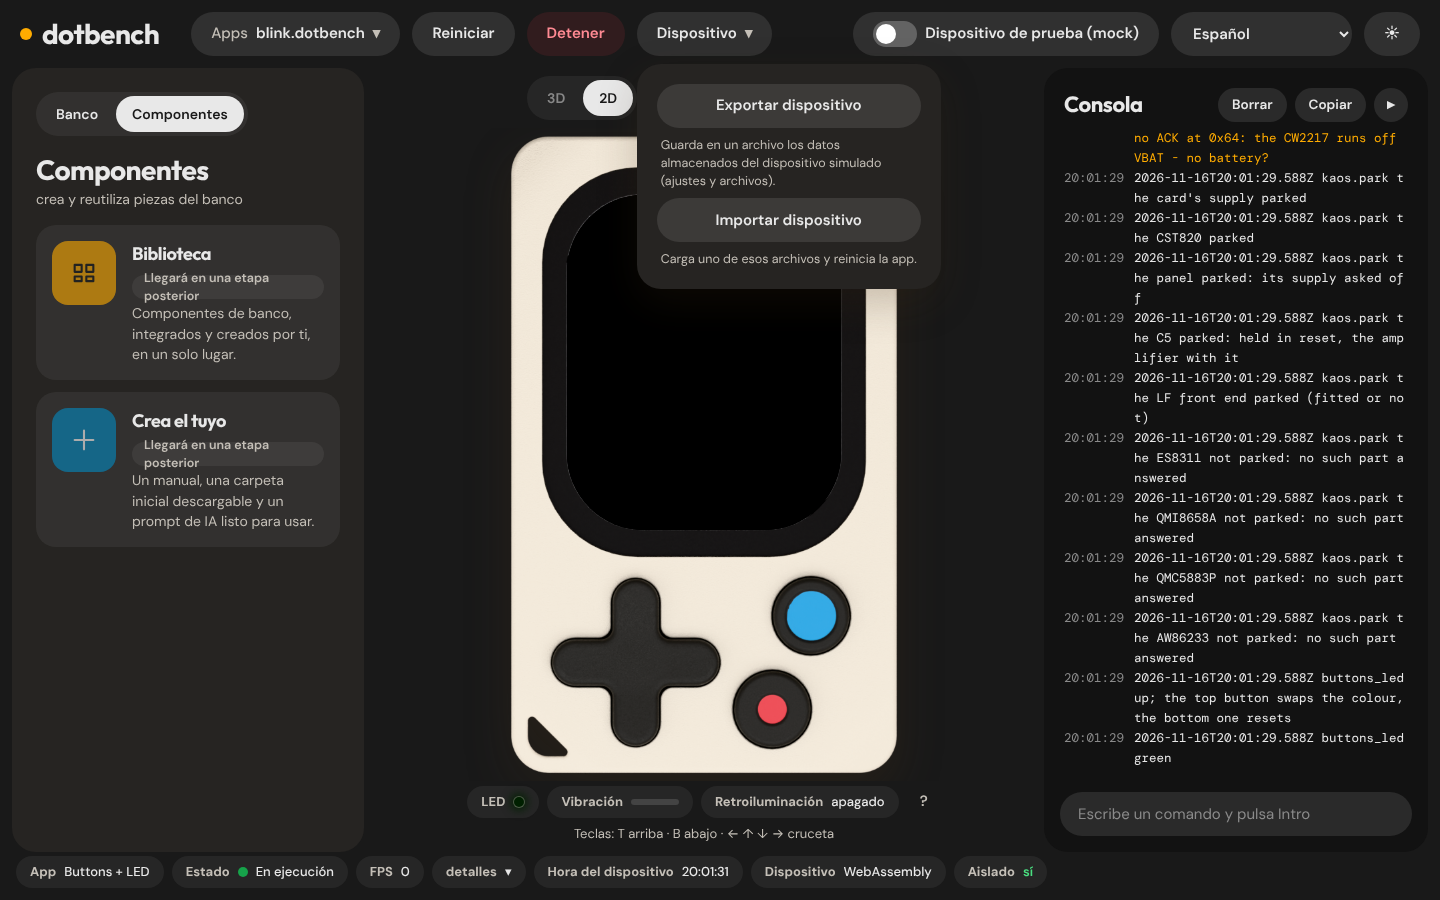 dotbench
Apps blink.dotbench ▾
Reiniciar
Detener
Dispositivo ▾
Dispositivo de prueba (mock)
Español
Banco
Componentes
Componentes
crea y reutiliza piezas del banco
Biblioteca
Llegará en una etapa
posterior
Componentes de banco,
integrados y creados por ti,
en un solo lugar.
Crea el tuyo
Llegará en una etapa
posterior
Un manual, una carpeta
inicial descargable y un
prompt de IA listo para usar.
3D
2D
Exportar dispositivo
Guarda en un archivo los datos
almacenados del dispositivo simulado
(ajustes y archivos).
Importar dispositivo
Carga uno de esos archivos y reinicia la app.
LED
Vibración
Retroiluminación apagado
?
Teclas: T arriba · B abajo · ← ↑ ↓ → cruceta
Consola
Borrar
Copiar
no ACK at 0x64: the CW2217 runs off
VBAT - no battery?
20:01:29 2026-11-16T20:01:29.588Z kaos.park t
he card's supply parked
20:01:29 2026-11-16T20:01:29.588Z kaos.park t
he CST820 parked
20:01:29 2026-11-16T20:01:29.588Z kaos.park t
he panel parked: its supply asked of
f
20:01:29 2026-11-16T20:01:29.588Z kaos.park t
he C5 parked: held in reset, the amp
lifier with it
20:01:29 2026-11-16T20:01:29.588Z kaos.park t
he LF front end parked (fitted or no
t)
20:01:29 2026-11-16T20:01:29.588Z kaos.park t
he ES8311 not parked: no such part a
nswered
20:01:29 2026-11-16T20:01:29.588Z kaos.park t
he QMI8658A not parked: no such part
answered
20:01:29 2026-11-16T20:01:29.588Z kaos.park t
he QMC5883P not parked: no such part
answered
20:01:29 2026-11-16T20:01:29.588Z kaos.park t
he AW86233 not parked: no such part
answered
20:01:29 2026-11-16T20:01:29.588Z buttons_led
up; the top button swaps the colour,
the bottom one resets
20:01:29 2026-11-16T20:01:29.588Z buttons_led
green
Escribe un comando y pulsa Intro
App Buttons + LED
Estado En ejecución
FPS 0
detalles ▾
Hora del dispositivo 20:01:31
Dispositivo WebAssembly
Aislado sí